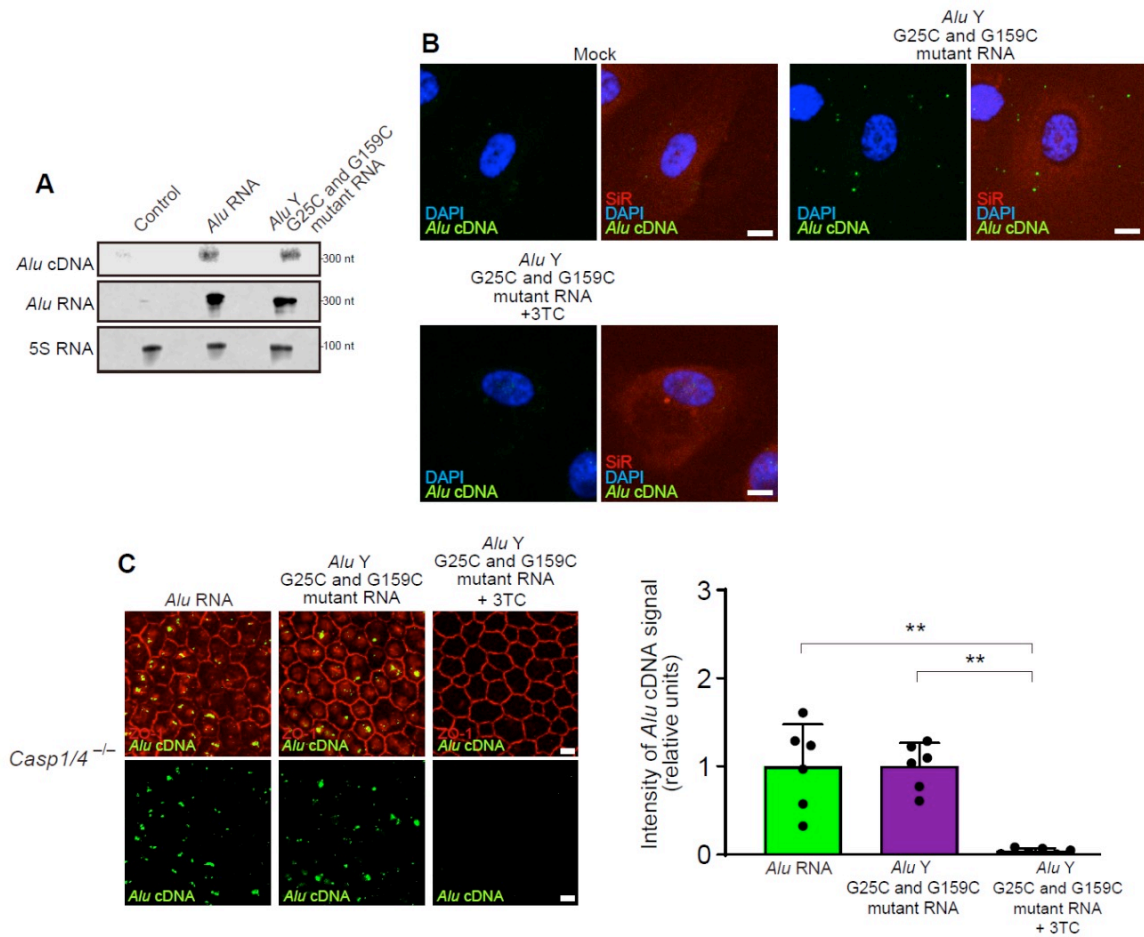 A
Control
Alu RNA
Alu Y
G25C and G159C
mutant RNA
Alu cDNA
300 nt
Alu RNA
300 nt
5S RNA
100 nt
B
Mock
DAPI
Alu cDNA
SiR
DAPI
Alu cDNA
Alu Y
G25C and G159C
mutant RNA
DAPI
Alu cDNA
SiR
DAPI
Alu cDNA
Alu Y
G25C and G159C
mutant RNA
+3TC
DAPI
Alu cDNA
SiR
DAPI
Alu cDNA
C
Alu RNA
Alu Y
G25C and G159C
mutant RNA
Alu Y
G25C and G159C
mutant RNA
+ 3TC
Casp1/4 –/–
ZO-1
Alu cDNA
ZO-1
Alu cDNA
ZO-1
Alu cDNA
Alu cDNA
Alu cDNA
Alu cDNA
Intensity of Alu cDNA signal
(relative units)
3
2
1
0
**
**
Alu RNA
Alu Y
G25C and G159C
mutant RNA
Alu Y
G25C and G159C
mutant RNA
+ 3TC